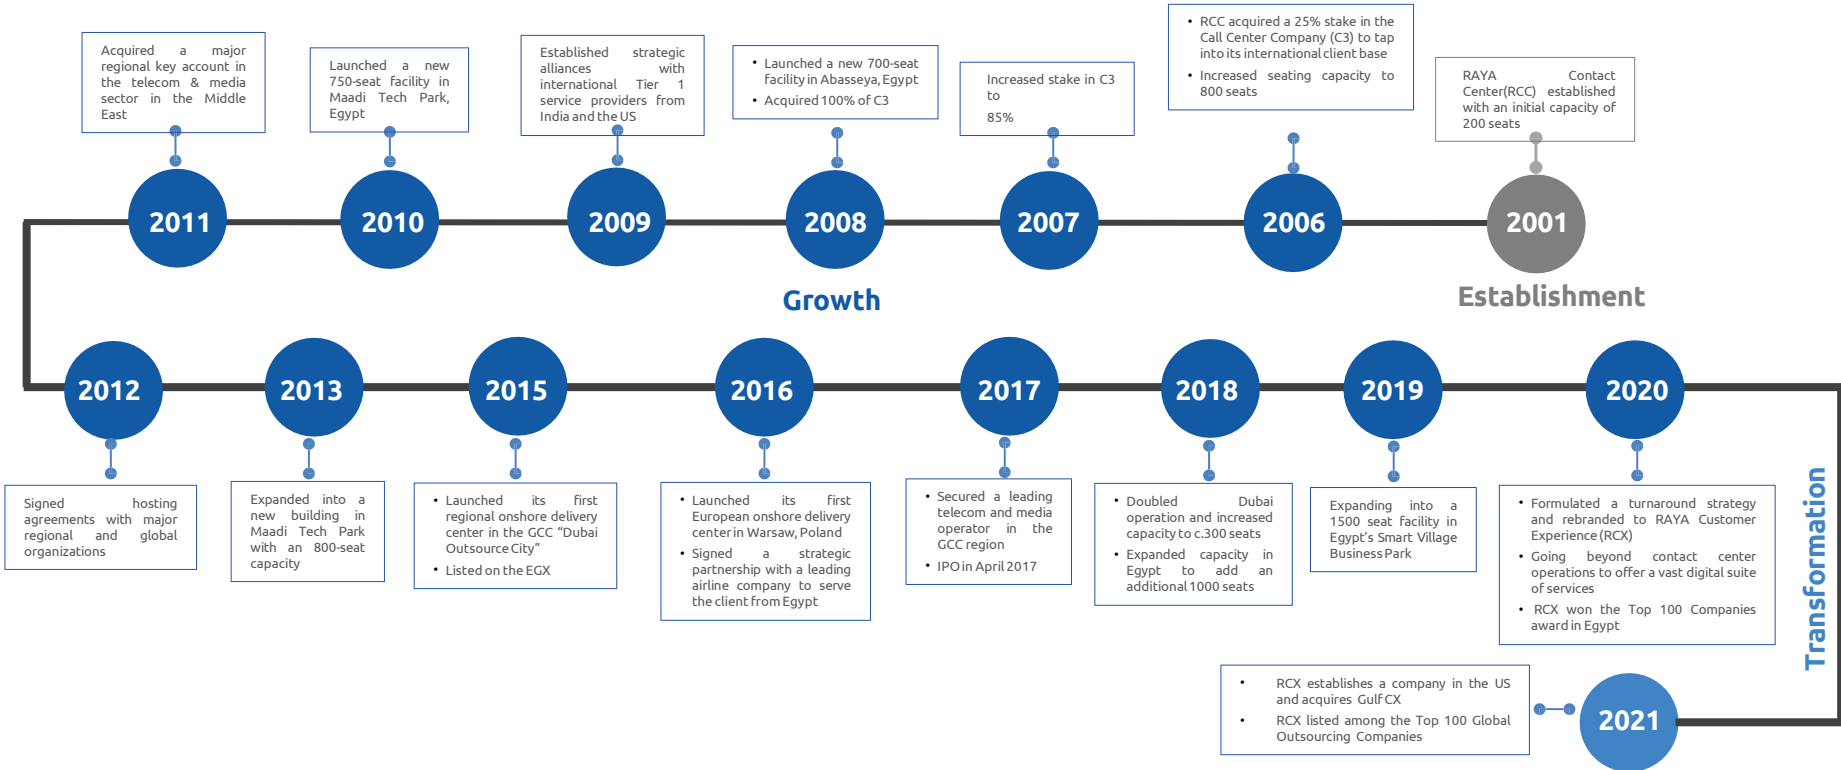 Acquired a major
regional key account in
the telecom & media
sector in the Middle
East
Launched a new
750-seat facility in
Maadi Tech Park,
Egypt
Established strategic
alliances with
international Tier 1
service providers from
India and the US
• Launched a new 700-seat
facility in Abasseya, Egypt
• Acquired 100% of C3
Increased stake in C3
to
85%
• RCC acquired a 25% stake in the
Call Center Company (C3) to tap
into its international client base
• Increased seating capacity to
800 seats
RAYA Contact
Center(RCC) established
with an initial capacity of
200 seats
2011
2010
2009
2008
2007
2006
2001
Growth
Establishment
2012
2013
2015
2016
2017
2018
2019
2020
Signed hosting
agreements with major
regional and global
organizations
Expanded into a
new building in
Maadi Tech Park
with an 800-seat
capacity
• Launched its first
regional onshore delivery
center in the GCC “Dubai
Outsource City”
• Listed on the EGX
• Launched its first
European onshore delivery
center in Warsaw, Poland
• Signed a strategic
partnership with a leading
airline company to serve
the client from Egypt
• Secured a leading
telecom and media
operator in the
GCC region
• IPO in April 2017
• Doubled Dubai
operation and increased
capacity to c.300 seats
• Expanded capacity in
Egypt to add an
additional 1000 seats
Expanding into a
1500 seat facility in
Egypt’s Smart Village
Business Park
• Formulated a turnaround strategy
and rebranded to RAYA Customer
Experience (RCX)
• Going beyond contact center
operations to offer a vast digital suite
of services
• RCX won the Top 100 Companies
award in Egypt
Transformation
• RCX establishes a company in the US
and acquires Gulf CX
• RCX listed among the Top 100 Global
Outsourcing Companies
2021